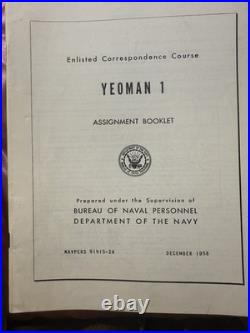 Enlisted Correspondence Course
YEOMAN 1
ASSIGNMENT BOOKLET
Prepared under the Supervision of
BUREAU OF NAVAL PERSONNEL
DEPARTMENT OF THE NAVY
DECEMBER 1958